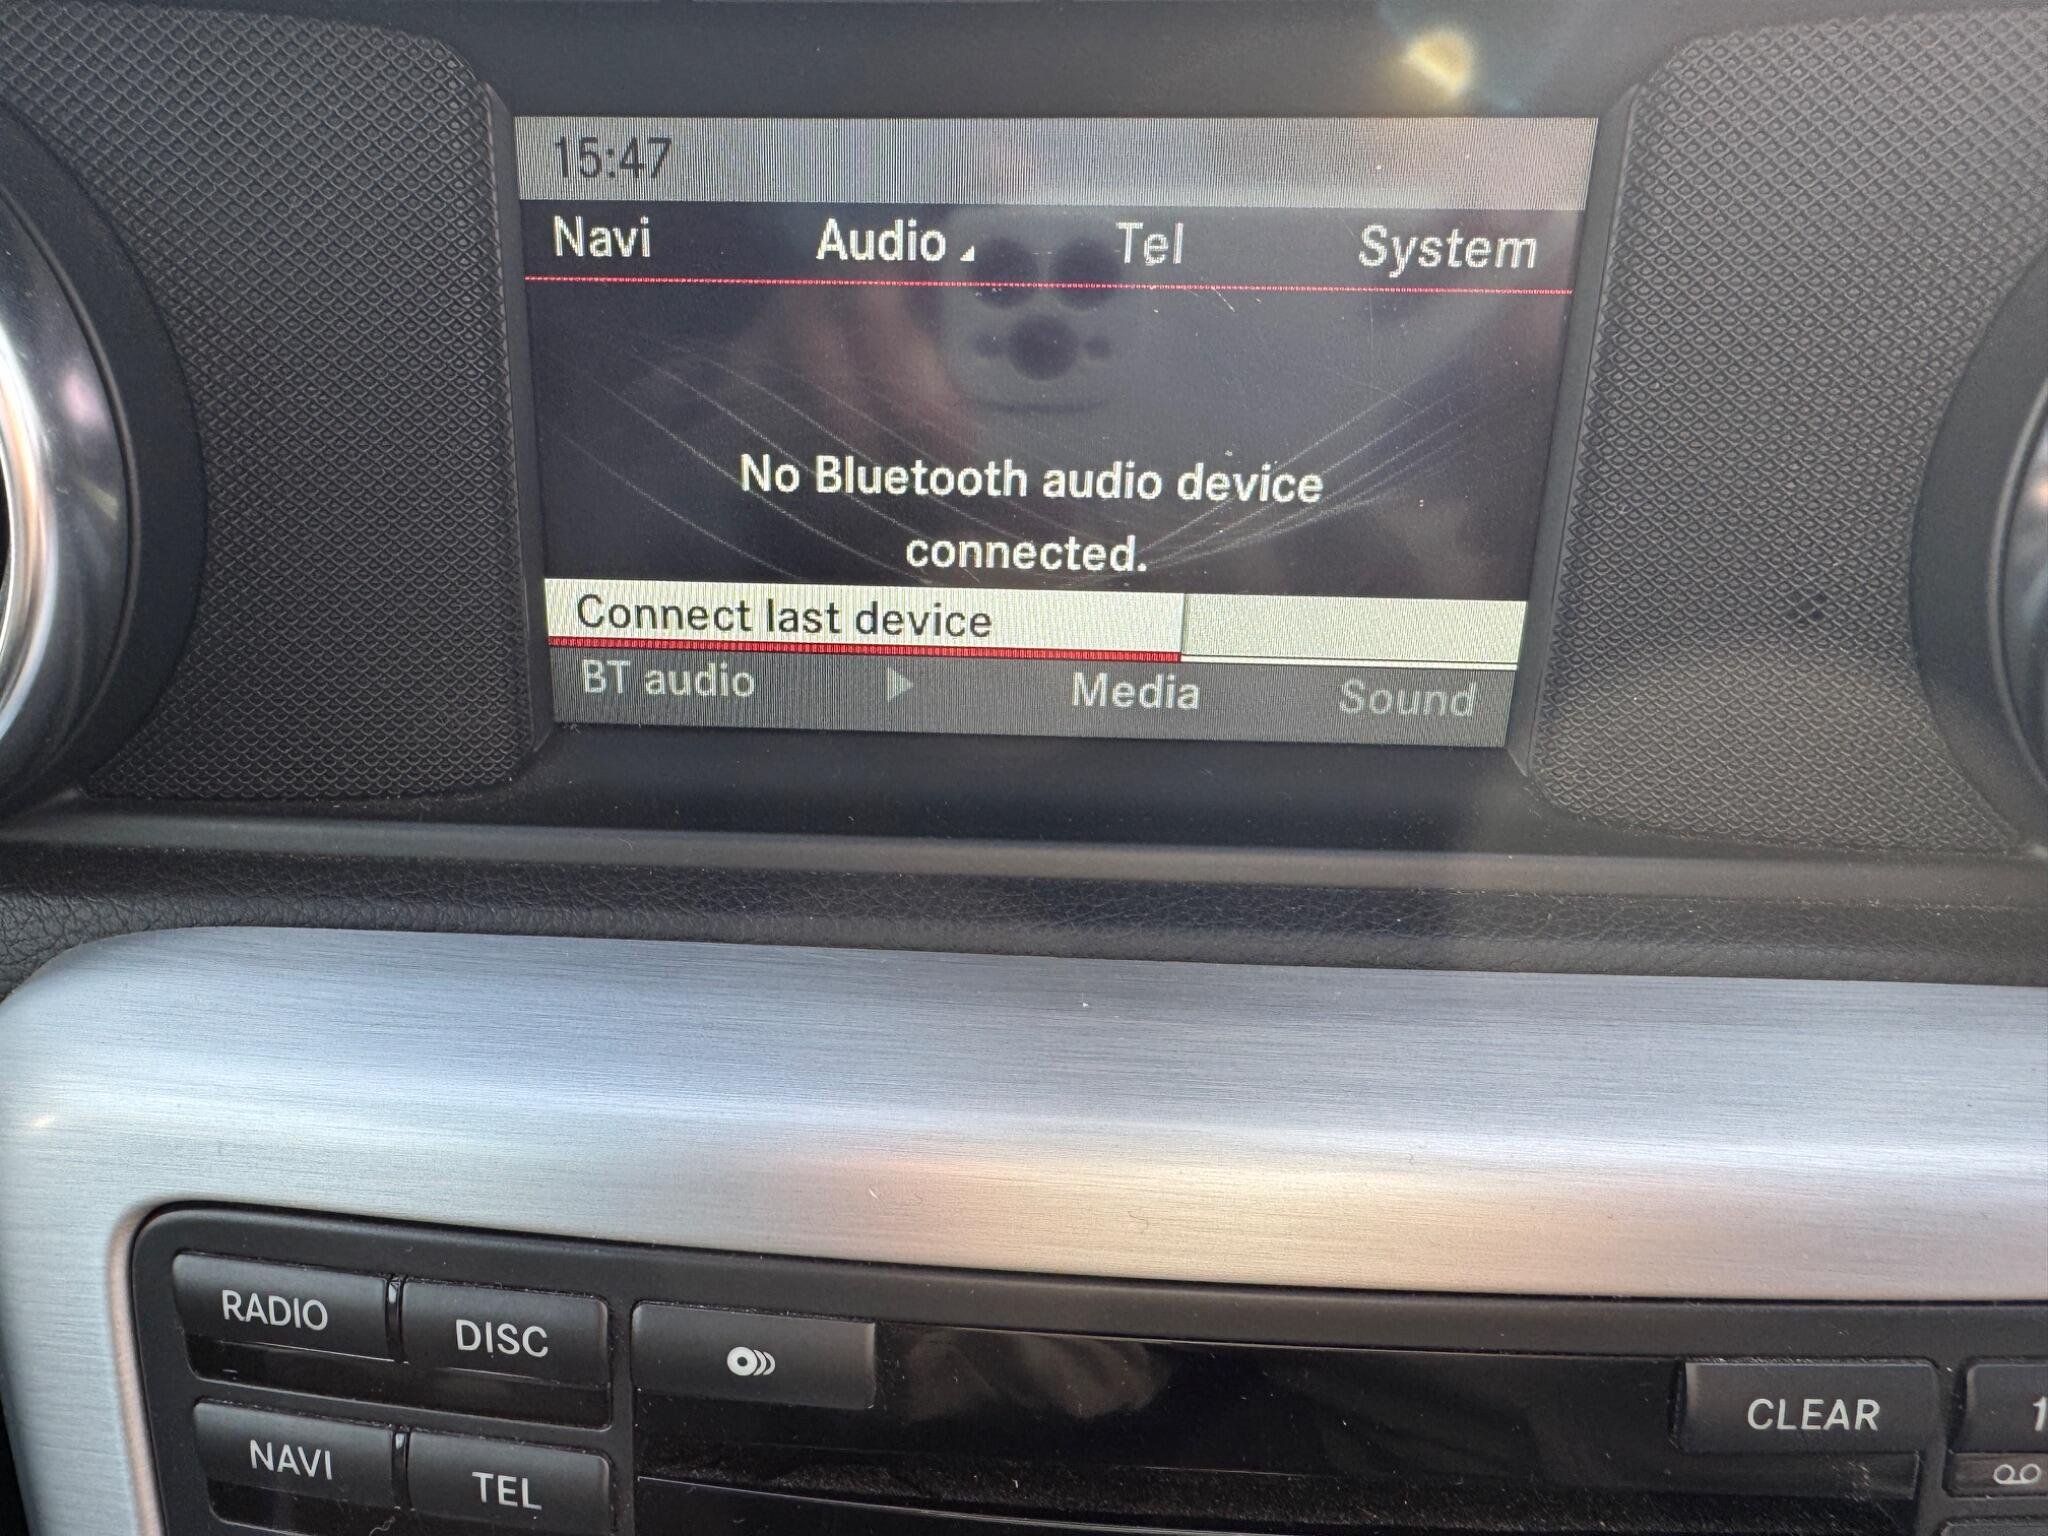 15:47
Navi Audio Tel System
No Bluetooth audio device
connected.
Connect last device
BT audio Media Sound
RADIO DISC CLEAR 1
NAVI TEL